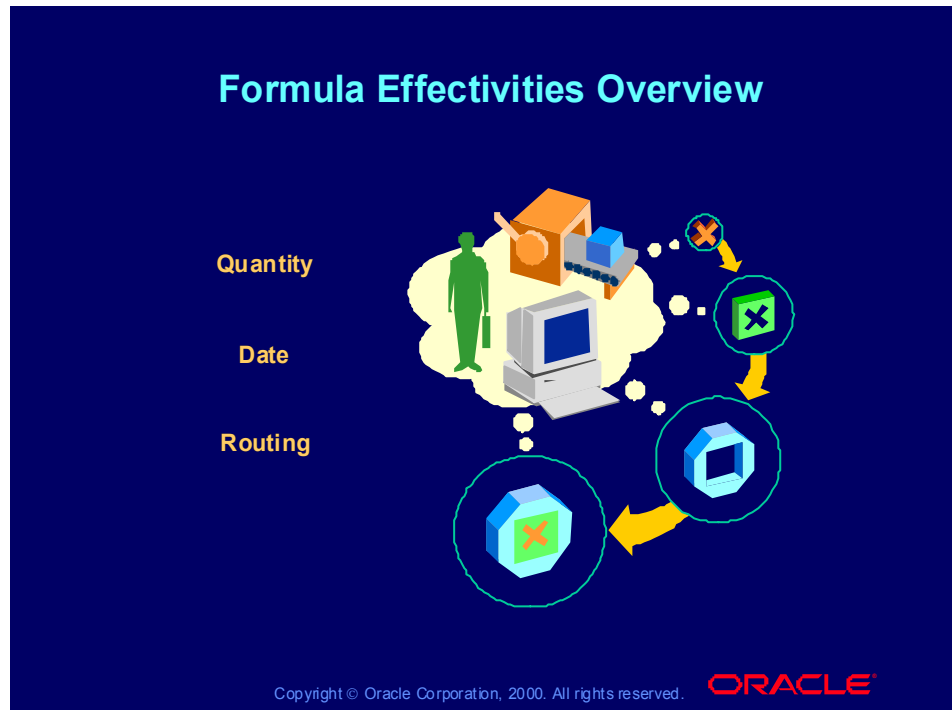 Formula Effectivities Overview
Quantity
Date
Routing
Copyright © Oracle Corporation, 2000. All rights reserved.
ORACLE®